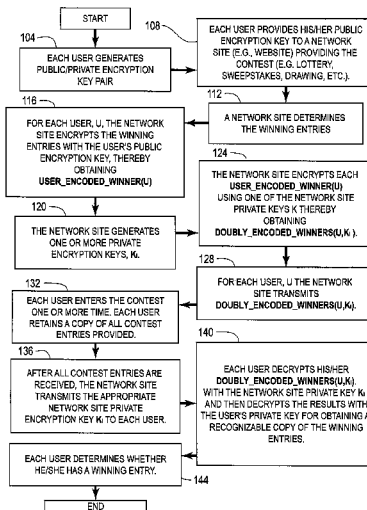 START
104
EACH USER GENERATES
PUBLIC/PRIVATE ENCRYPTION
KEY PAIR
108
EACH USER PROVIDES HIS/HER PUBLIC
ENCRYPTION KEY TO A NETWORK
SITE (E.G., WEBSITE) PROVIDING THE
CONTEST (E.G. LOTTERY,
SWEEPSTAKES, DRAWING, ETC.).
112
A NETWORK SITE DETERMINES
THE WINNING ENTRIES
116
FOR EACH USER, U, THE NETWORK
SITE ENCRYPTS THE WINNING
ENTRIES WITH THE USER'S PUBLIC
ENCRYPTION KEY, THEREBY
OBTAINING
USER_ENCODED_WINNER(U)
120
THE NETWORK SITE GENERATES
ONE OR MORE PRIVATE
ENCRYPTION KEYS, Ki.
124
THE NETWORK SITE ENCRYPTS EACH
USER_ENCODED_WINNER(U)
USING ONE OF THE NETWORK SITE
PRIVATE KEYS K THEREBY
OBTAINING
DOUBLY_ENCODED_WINNERS(U,Ki).
128
FOR EACH USER, U THE NETWORK
SITE TRANSMITS
DOUBLY_ENCODED_WINNERS(U,Ki).
132
EACH USER ENTERS THE CONTEST
ONE OR MORE TIME. EACH USER
RETAINS A COPY OF ALL CONTEST
ENTRIES PROVIDED.
136
AFTER ALL CONTEST ENTRIES
ARE RECEIVED, THE NETWORK SITE
TRANSMITS THE APPROPRIATE
NETWORK SITE PRIVATE
ENCRYPTION KEY Ki TO EACH USER.
140
EACH USER DECRYPTS HIS/HER
DOUBLY_ENCODED_WINNERS(U,Ki).
WITH THE NETWORK SITE PRIVATE KEY Ki
AND THEN DECRYPTS THE RESULTS WITH
THE USER'S PRIVATE KEY FOR OBTAINING A
RECOGNIZABLE COPY OF THE WINNING
ENTRIES.
EACH USER DETERMINES WHETHER
HE/SHE HAS A WINNING ENTRY.
144
END